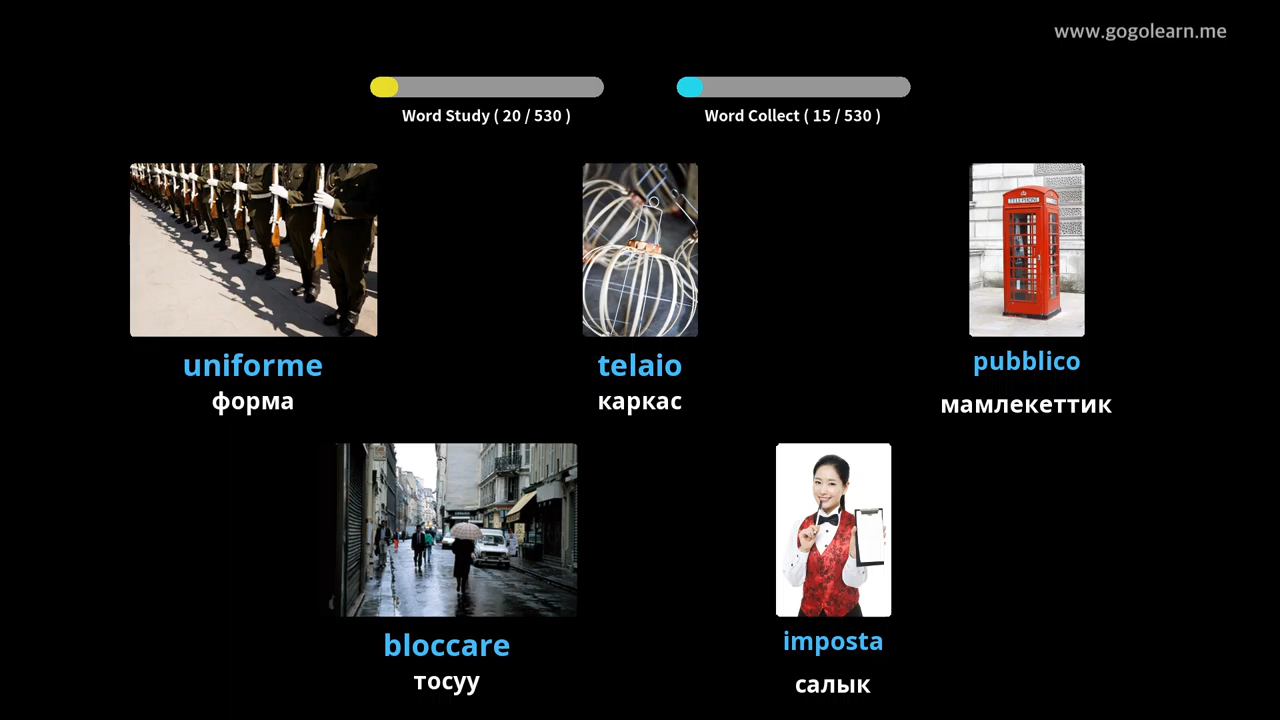 www.gogolearn.me
Word Study ( 20 / 530 )
Word Collect ( 15 / 530 )
TELEPHONE
uniforme
форма
telaio
каркас
pubblico
мамлекеттик
bloccare
тосуу
imposta
салык